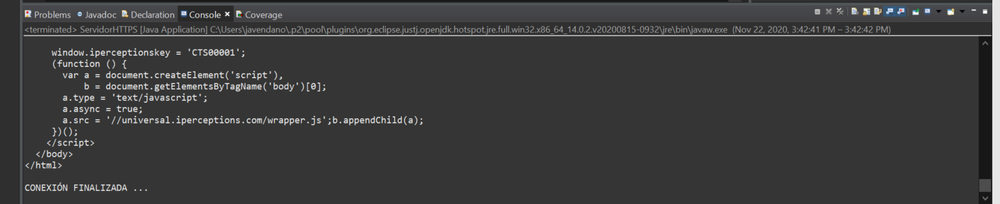 Problems Javadoc Declaration Console Coverage
<terminated> ServidorHTTPS [Java Application] C:\Users\javendano\.p2\pool\plugins\org.eclipse.justj.openjdk.hotspot.jre.full.win32.x86_64_14.0.2.v20200815-0932\jre\bin\javaw.exe (Nov 22, 2020, 3:42:41 PM – 3:42:42 PM)
window.iperceptionskey = 'CTS00001';
(function () {
var a = document.createElement('script'),
b = document.getElementsByTagName('body')[0];
a.type = 'text/javascript';
a.async = true;
a.src = '//universal.iperceptions.com/wrapper.js';b.appendChild(a);
})();
</script>
</body>
</html>
CONEXIÓN FINALIZADA ...